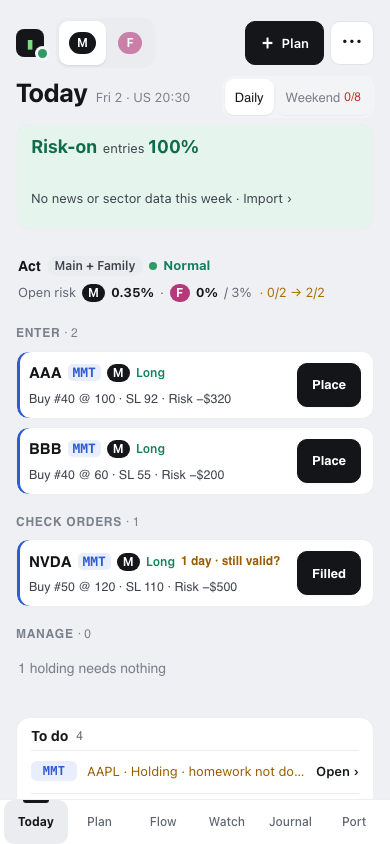 M F + Plan ···
Today Fri 2 · US 20:30 Daily Weekend 0/8
Risk-on entries 100%
No news or sector data this week · Import ›
Act Main + Family Normal
Open risk M 0.35% · F 0% / 3% · 0/2 → 2/2
ENTER · 2
AAA MMT M Long
Buy #40 @ 100 · SL 92 · Risk −$320
Place
BBB MMT M Long
Buy #40 @ 60 · SL 55 · Risk −$200
Place
CHECK ORDERS · 1
NVDA MMT M Long 1 day · still valid?
Buy #50 @ 120 · SL 110 · Risk −$500
Filled
MANAGE · 0
1 holding needs nothing
To do 4
MMT AAPL · Holding · homework not do... Open ›
Today Plan Flow Watch Journal Port